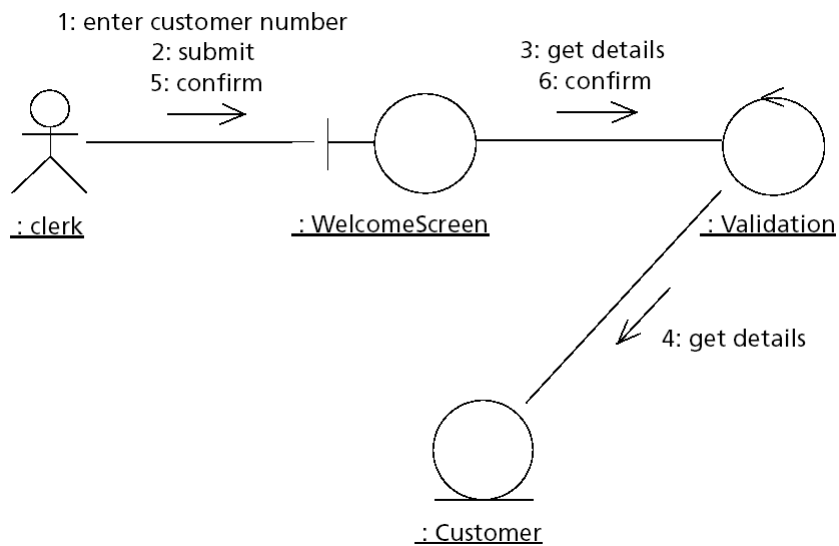 1: enter customer number
2: submit
5: confirm
3: get details
6: confirm
: clerk
: WelcomeScreen
: Validation
4: get details
: Customer